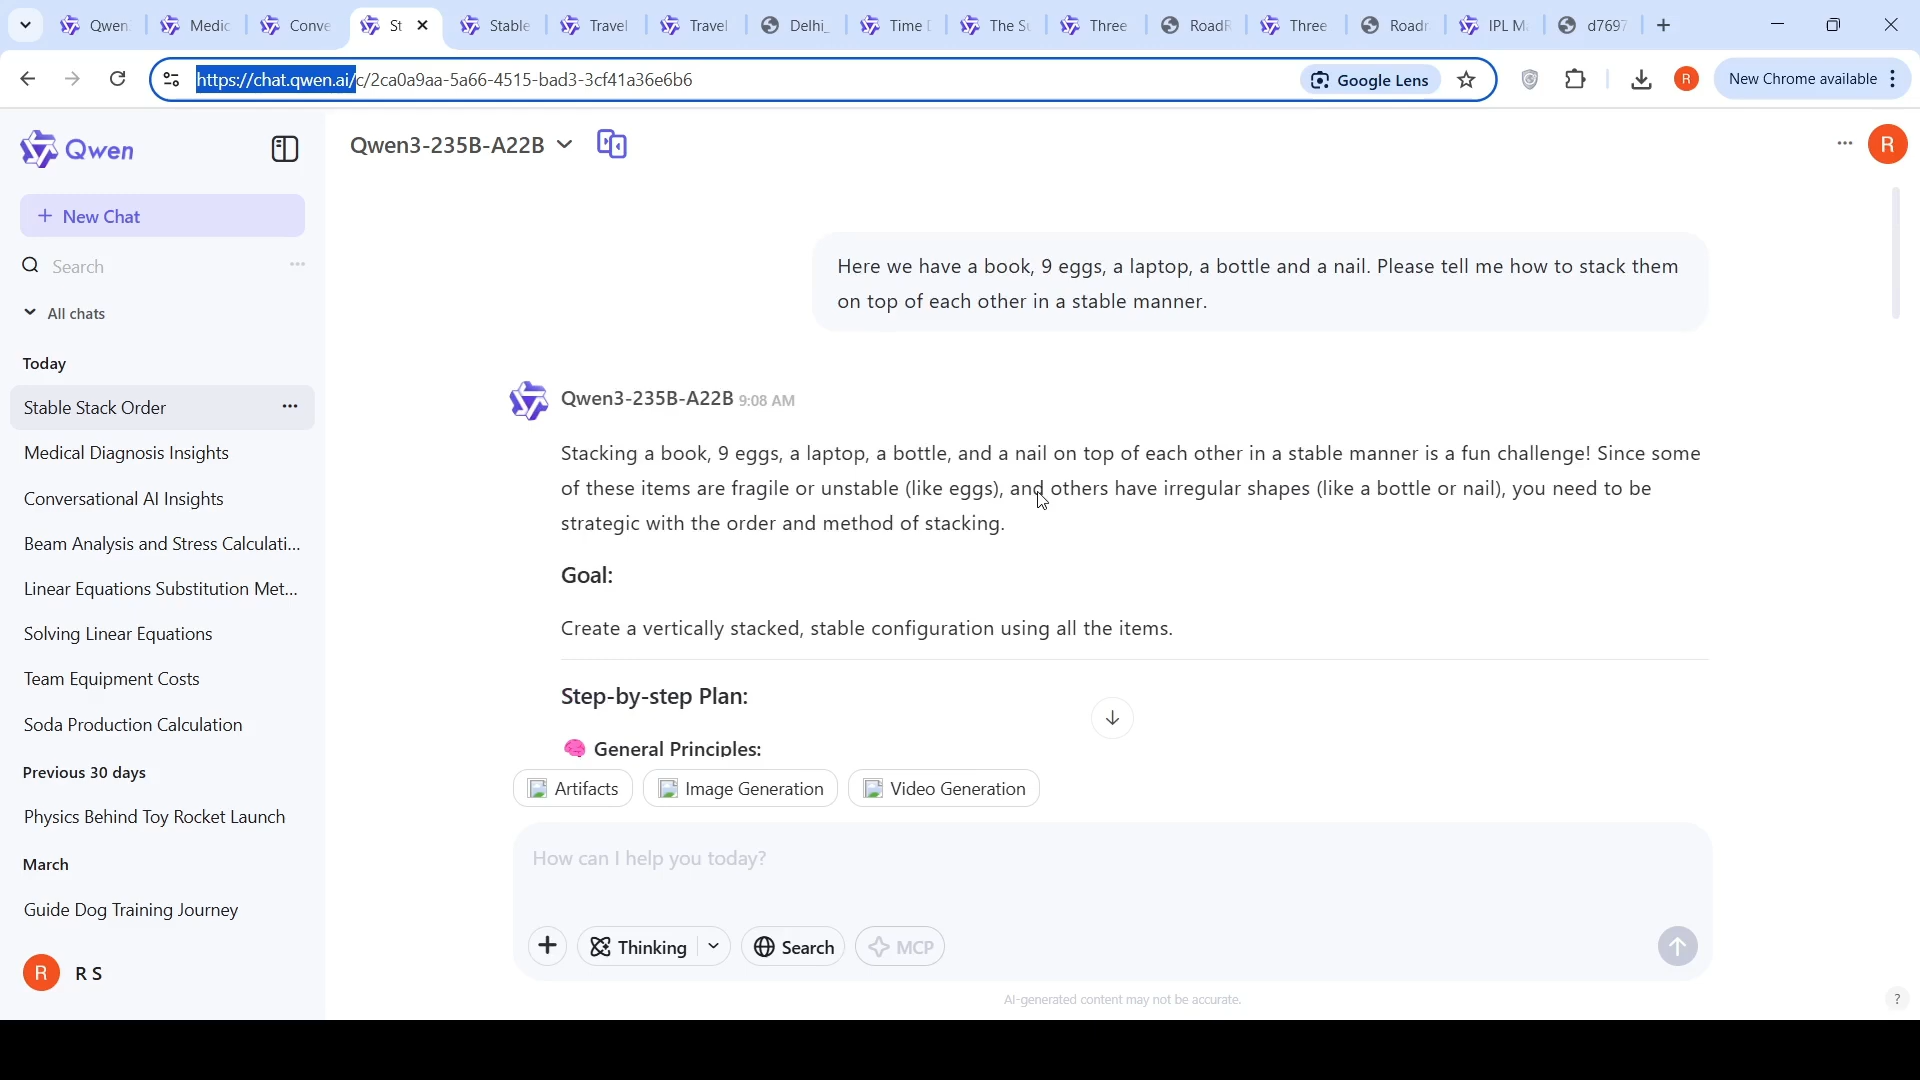 Qwen
Medic
Conve
St
Stable
Travel
Travel
Delhi_
Time
The S
Three
RoadR
Three
Roadr
IPL M
d7697
https://chat.qwen.ai/c/2ca0a9aa-5a66-4515-bad3-3cf41a36e6b6
Google Lens
R
New Chrome available
Qwen
Qwen3-235B-A22B
R
New Chat
Search
All chats
Today
Stable Stack Order
Medical Diagnosis Insights
Conversational AI Insights
Beam Analysis and Stress Calculati...
Linear Equations Substitution Met...
Solving Linear Equations
Team Equipment Costs
Soda Production Calculation
Previous 30 days
Physics Behind Toy Rocket Launch
March
Guide Dog Training Journey
R
R S
Here we have a book, 9 eggs, a laptop, a bottle and a nail. Please tell me how to stack them
on top of each other in a stable manner.
Qwen3-235B-A22B 9:08 AM
Stacking a book, 9 eggs, a laptop, a bottle, and a nail on top of each other in a stable manner is a fun challenge! Since some
of these items are fragile or unstable (like eggs), and others have irregular shapes (like a bottle or nail), you need to be
strategic with the order and method of stacking.
Goal:
Create a vertically stacked, stable configuration using all the items.
Step-by-step Plan:
🧠 General Principles:
Artifacts
Image Generation
Video Generation
How can I help you today?
Thinking
Search
MCP
AI-generated content may not be accurate.
?